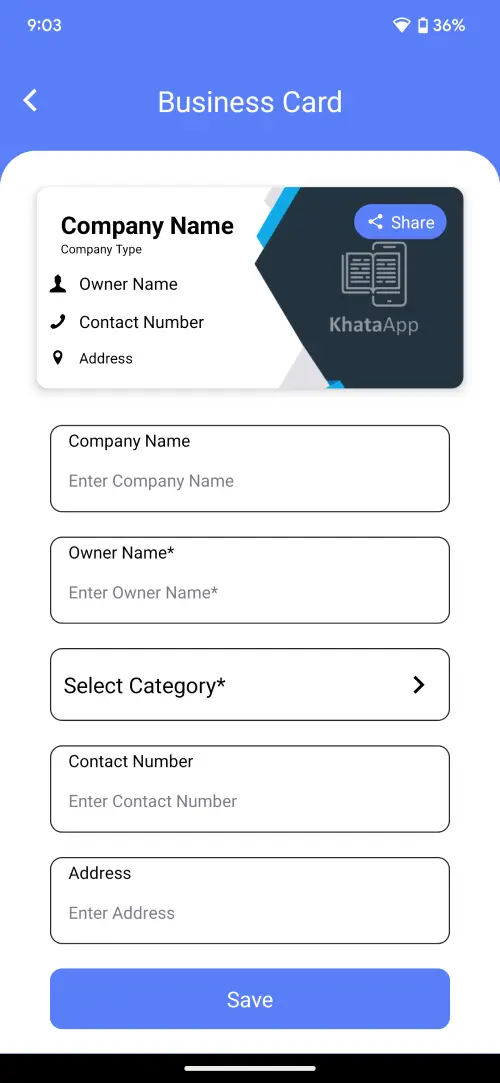 9:03
36%
Business Card
Company Name
Company Type
Share
Owner Name
Contact Number
Address
KhataApp
Company Name
Enter Company Name
Owner Name*
Enter Owner Name*
Select Category*
Contact Number
Enter Contact Number
Address
Enter Address
Save